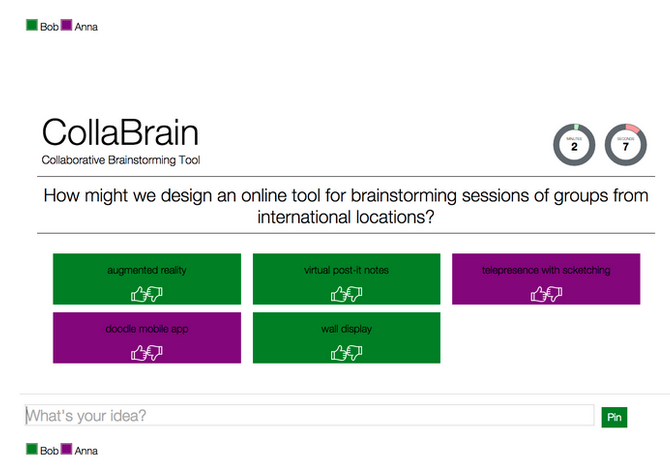 Bob Anna
CollaBrain
Collaborative Brainstorming Tool
MINUTES
2
SECONDS
7
How might we design an online tool for brainstorming sessions of groups from
international locations?
augmented reality
virtual post-it notes
telepresence with scketching
doodle mobile app
wall display
What's your idea?
Pin
Bob Anna